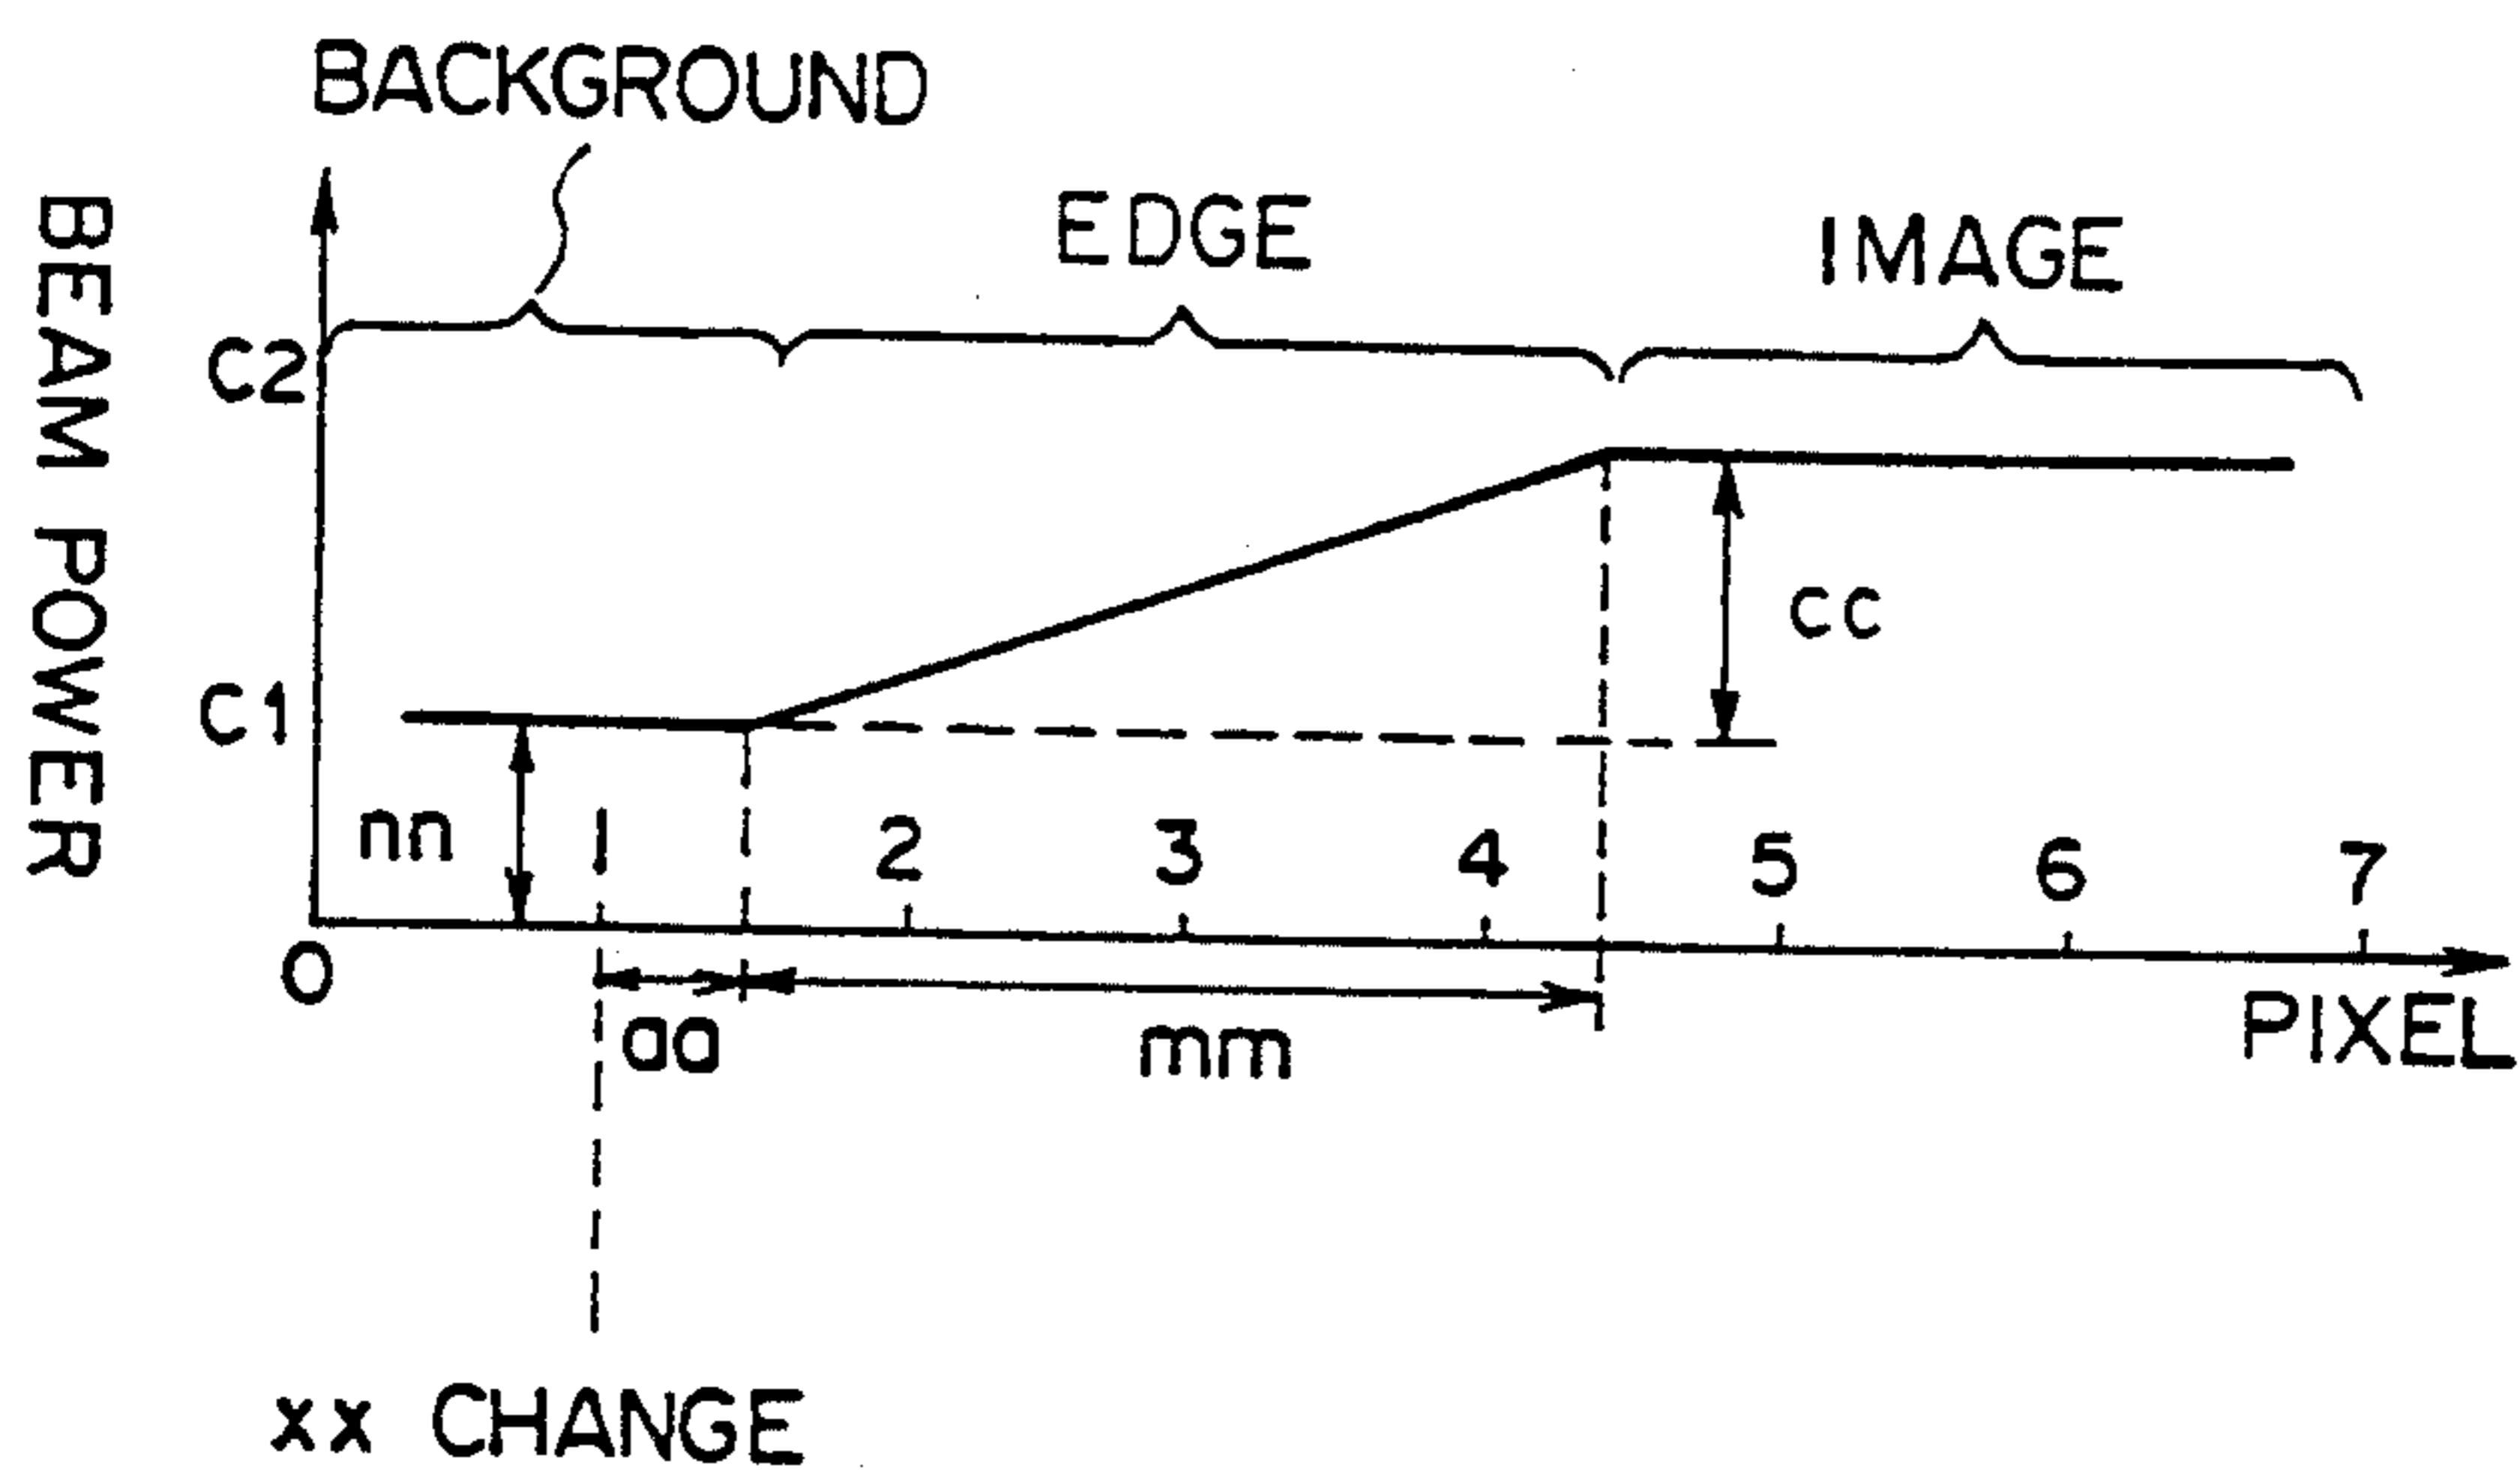 BACKGROUND
EDGE
IMAGE
BEAM POWER
C2
cc
C1
nn
1 2 3 4 5 6 7
0
aa
mm
PIXEL
xx CHANGE